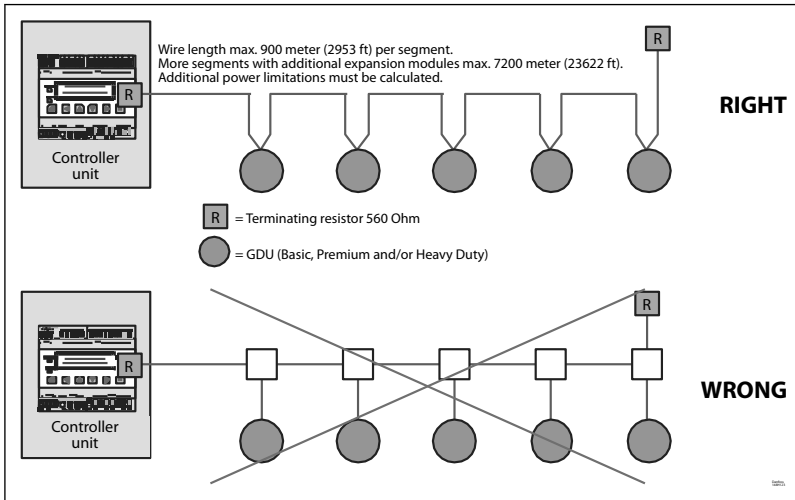 Wire length max. 900 meter (2953 ft) per segment.
More segments with additional expansion modules max. 7200 meter (23622 ft).
Additional power limitations must be calculated.
R
R
RIGHT
Controller
unit
R = Terminating resistor 560 Ohm
= GDU (Basic, Premium and/or Heavy Duty)
R
R
WRONG
Controller
unit